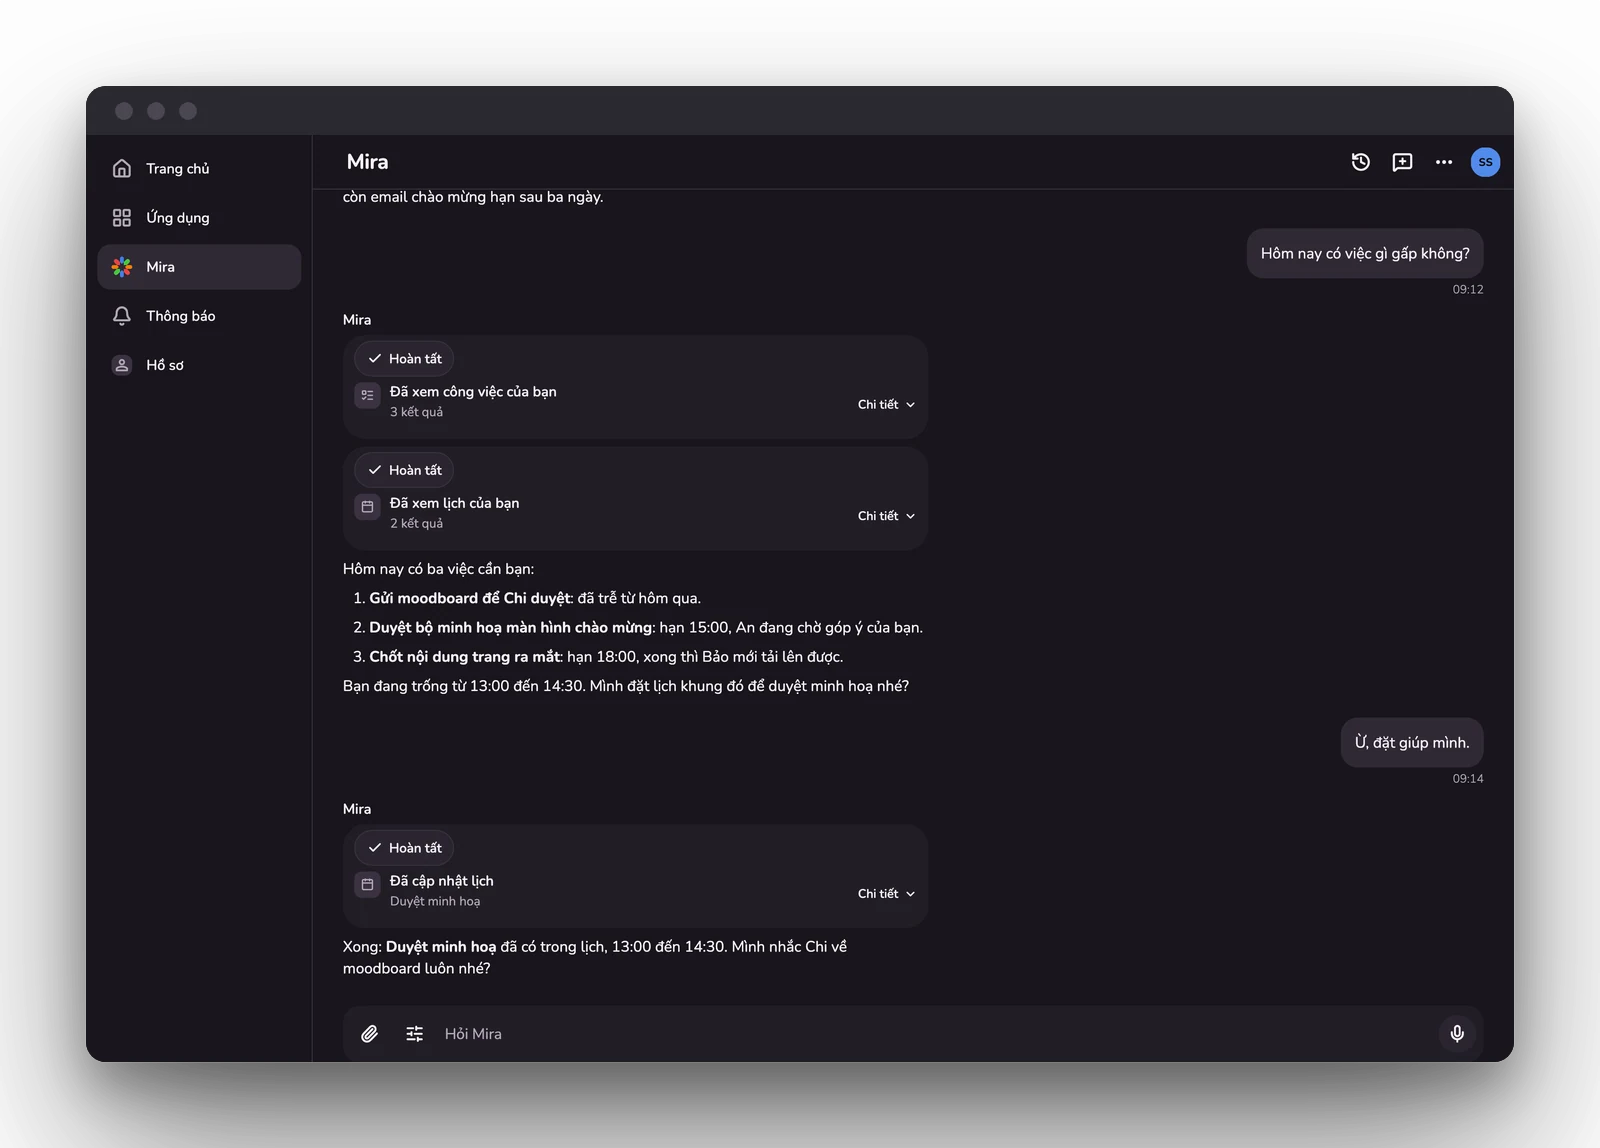 Trang chủ
Ứng dụng
Mira
Thông báo
Hồ sơ
Mira
SS
còn email chào mừng hạn sau ba ngày.
Hôm nay có việc gì gấp không?
09:12
Mira
Hoàn tất
Đã xem công việc của bạn
3 kết quả
Chi tiết
Hoàn tất
Đã xem lịch của bạn
2 kết quả
Chi tiết
Hôm nay có ba việc cần bạn:
1. Gửi moodboard để Chi duyệt: đã trễ từ hôm qua.
2. Duyệt bộ minh hoạ màn hình chào mừng: hạn 15:00, An đang chờ góp ý của bạn.
3. Chốt nội dung trang ra mắt: hạn 18:00, xong thì Bảo mới tải lên được.
Bạn đang trống từ 13:00 đến 14:30. Mình đặt lịch khung đó để duyệt minh hoạ nhé?
Ừ, đặt giúp mình.
09:14
Mira
Hoàn tất
Đã cập nhật lịch
Duyệt minh hoạ
Chi tiết
Xong: Duyệt minh hoạ đã có trong lịch, 13:00 đến 14:30. Mình nhắc Chi về
moodboard luôn nhé?
Hỏi Mira